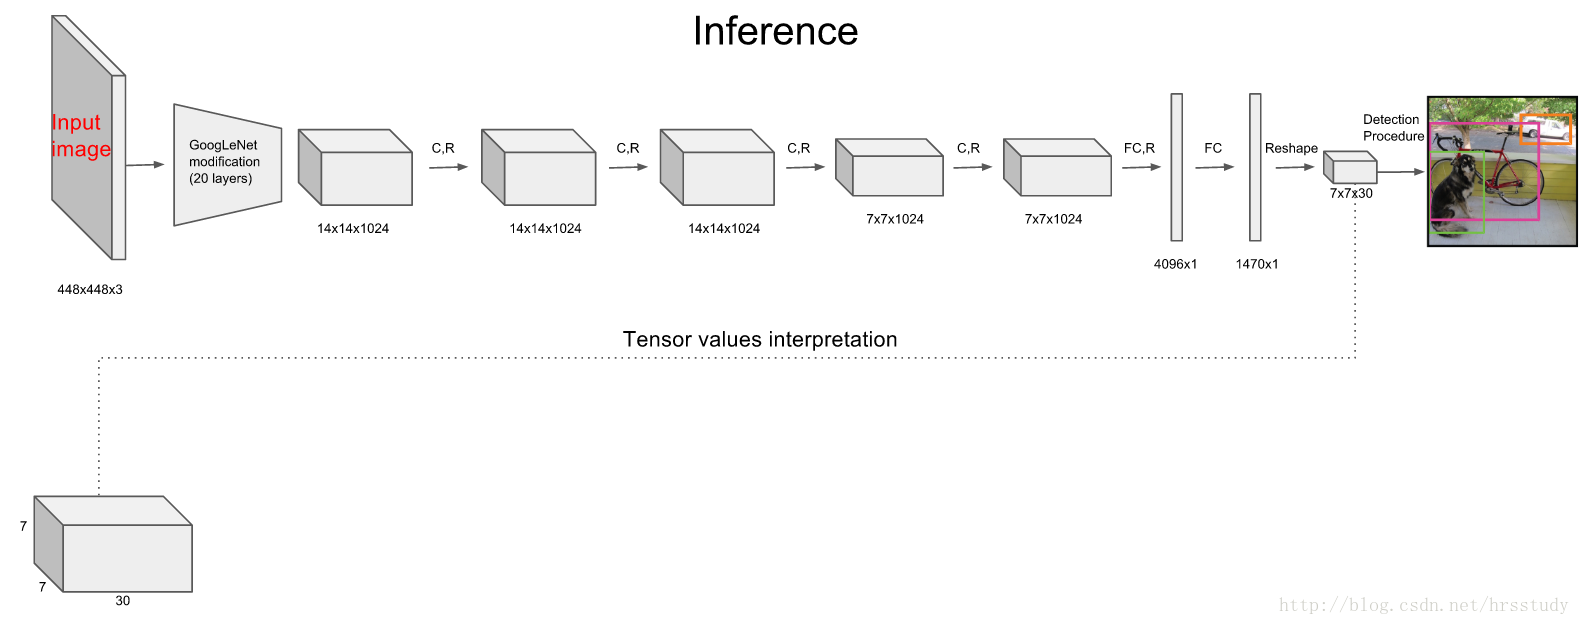 Inference
Input
image
GoogLeNet
modification
(20 layers)
C,R
C,R
C,R
C,R
FC,R
FC
Reshape
Detection
Procedure
448x448x3
14x14x1024
14x14x1024
14x14x1024
7x7x1024
7x7x1024
4096x1
1470x1
7x7x30
Tensor values interpretation
7
7
30
http://blog.csdn.net/hrsstudy